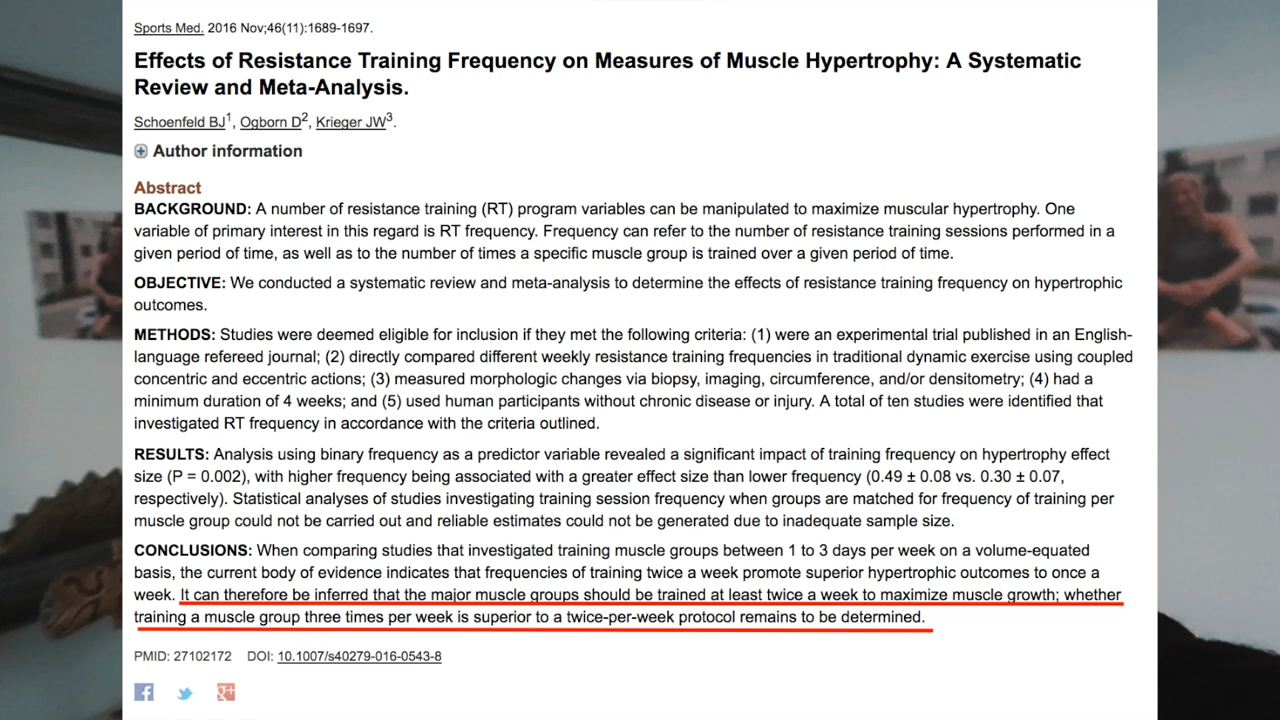 Sports Med. 2016 Nov;46(11):1689-1697.
Effects of Resistance Training Frequency on Measures of Muscle Hypertrophy: A Systematic
Review and Meta-Analysis.
Schoenfeld BJ1, Ogborn D2, Krieger JW3.
Author information
Abstract
BACKGROUND: A number of resistance training (RT) program variables can be manipulated to maximize muscular hypertrophy. One
variable of primary interest in this regard is RT frequency. Frequency can refer to the number of resistance training sessions performed in a
given period of time, as well as to the number of times a specific muscle group is trained over a given period of time.
OBJECTIVE: We conducted a systematic review and meta-analysis to determine the effects of resistance training frequency on hypertrophic
outcomes.
METHODS: Studies were deemed eligible for inclusion if they met the following criteria: (1) were an experimental trial published in an English-
language refereed journal; (2) directly compared different weekly resistance training frequencies in traditional dynamic exercise using coupled
concentric and eccentric actions; (3) measured morphologic changes via biopsy, imaging, circumference, and/or densitometry; (4) had a
minimum duration of 4 weeks; and (5) used human participants without chronic disease or injury. A total of ten studies were identified that
investigated RT frequency in accordance with the criteria outlined.
RESULTS: Analysis using binary frequency as a predictor variable revealed a significant impact of training frequency on hypertrophy effect
size (P = 0.002), with higher frequency being associated with a greater effect size than lower frequency (0.49 ± 0.08 vs. 0.30 ± 0.07,
respectively). Statistical analyses of studies investigating training session frequency when groups are matched for frequency of training per
muscle group could not be carried out and reliable estimates could not be generated due to inadequate sample size.
CONCLUSIONS: When comparing studies that investigated training muscle groups between 1 to 3 days per week on a volume-equated
basis, the current body of evidence indicates that frequencies of training twice a week promote superior hypertrophic outcomes to once a
week. It can therefore be inferred that the major muscle groups should be trained at least twice a week to maximize muscle growth; whether
training a muscle group three times per week is superior to a twice-per-week protocol remains to be determined.
PMID: 27102172 DOI: 10.1007/s40279-016-0543-8